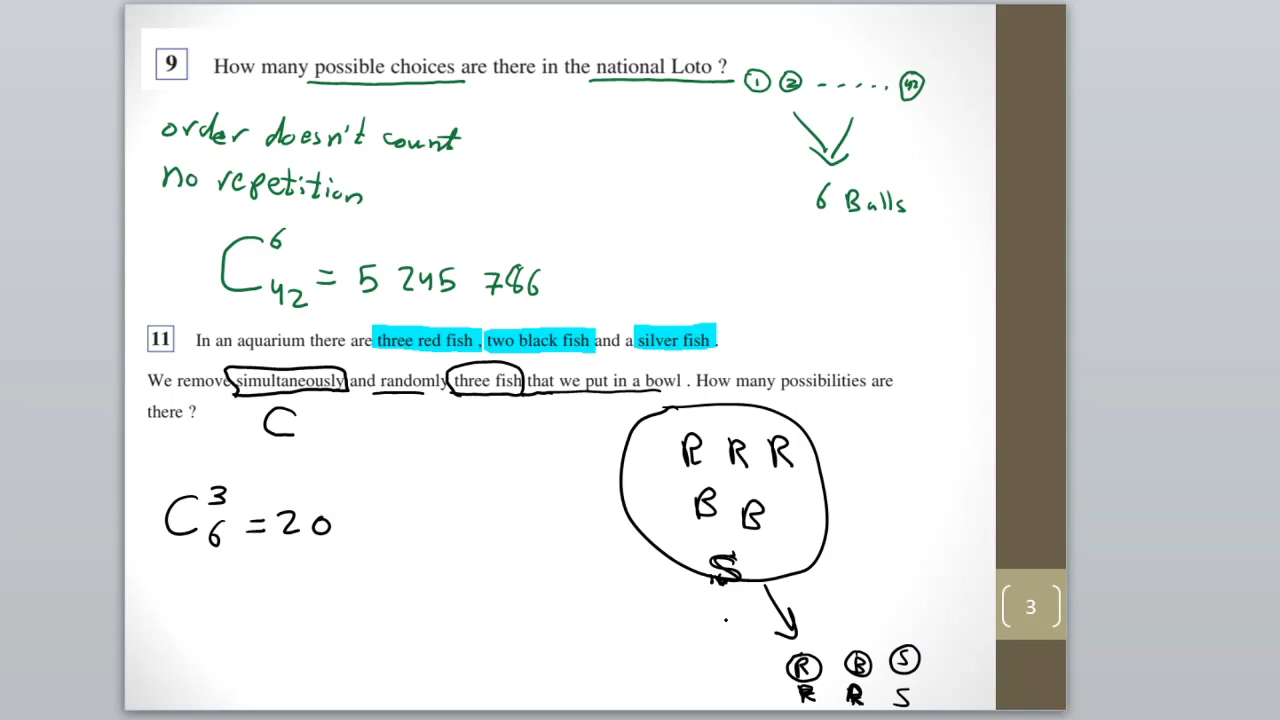 9 How many possible choices are there in the national Loto ? 1 2 ...... 42
order doesn't count
no repetition
6 Balls
C 6 42 = 5 245 786
11 In an aquarium there are three red fish , two black fish and a silver fish .
We remove simultaneously and randomly three fish that we put in a bowl . How many possibilities are
there ?
C
R R R
B B
S
C 3 6 = 20
3
R B S
R R S